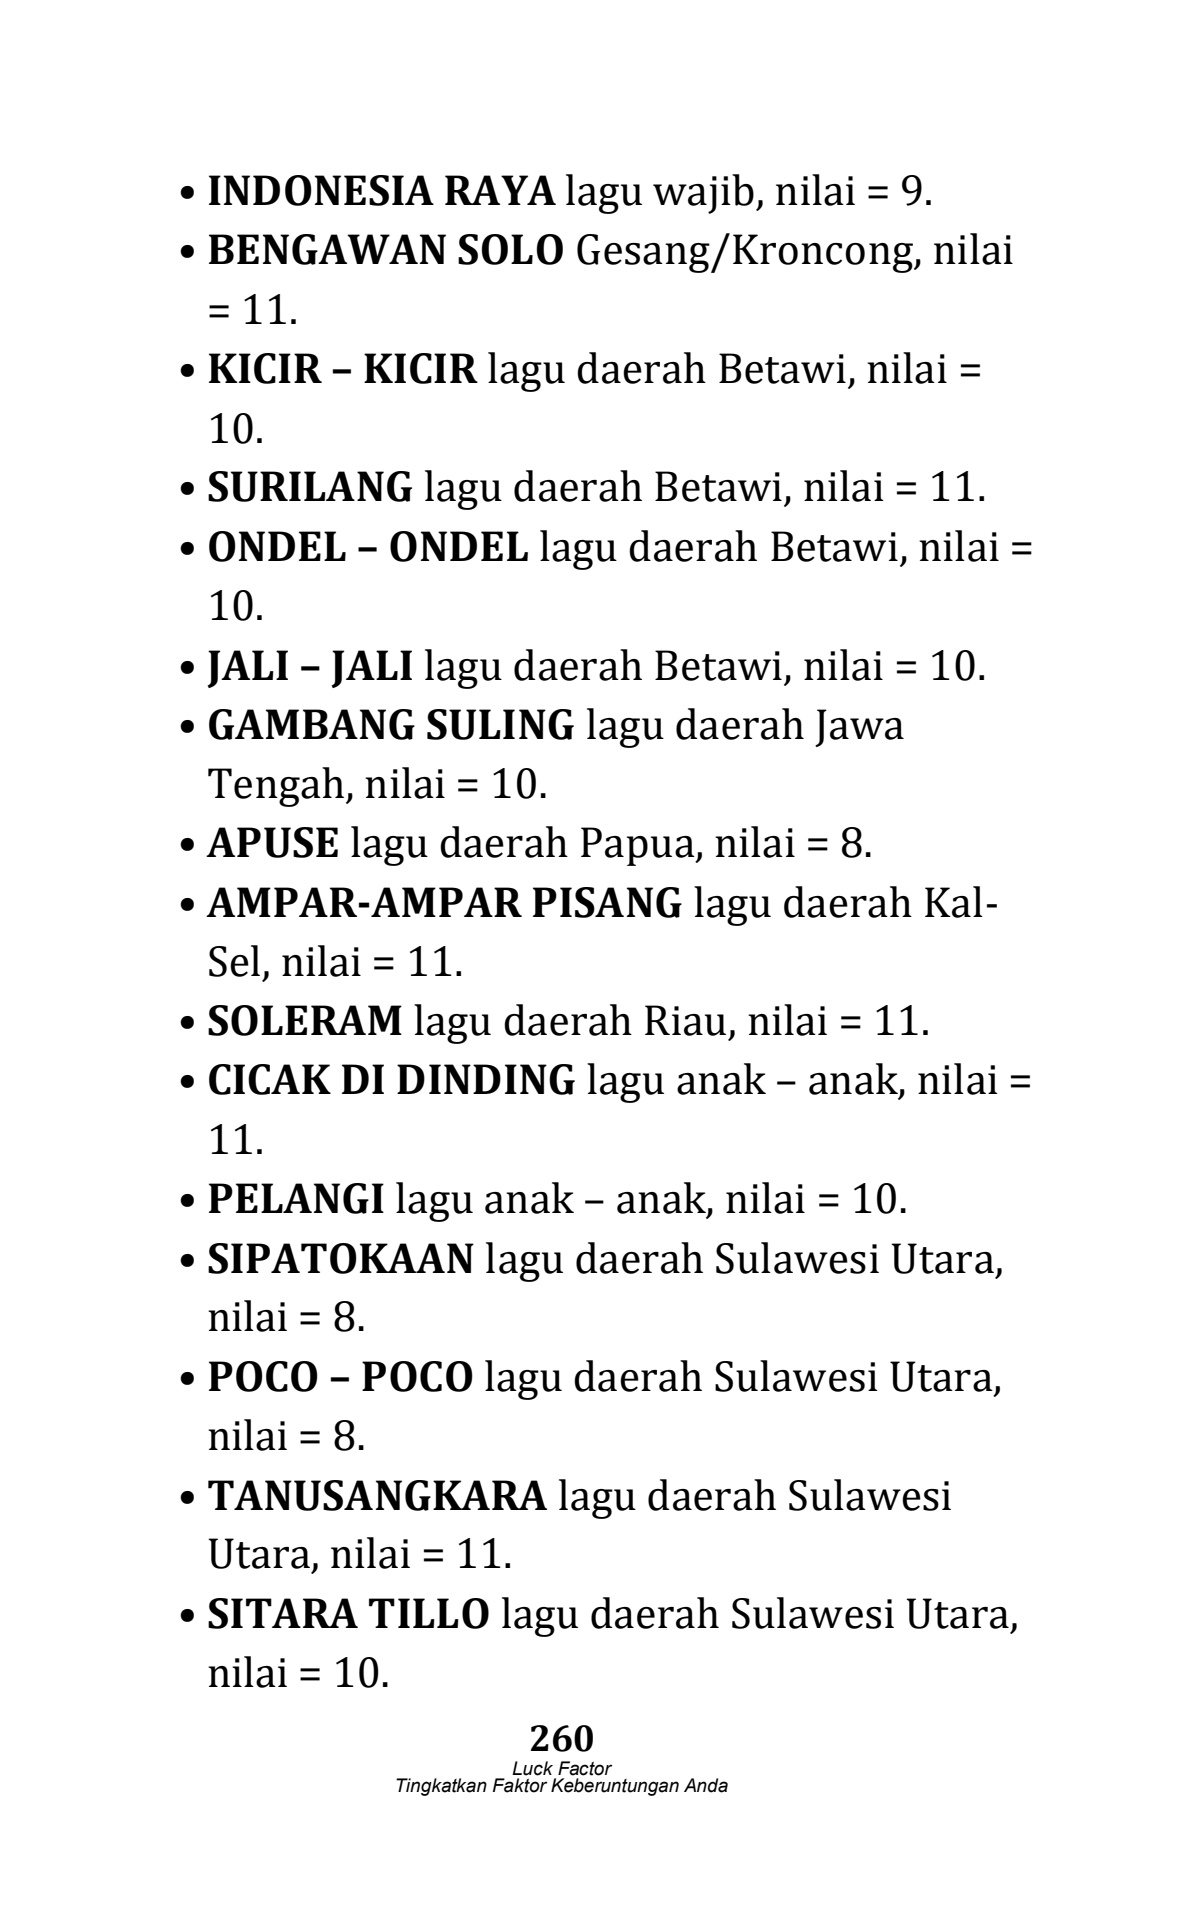 • INDONESIA RAYA lagu wajib, nilai = 9.
• BENGAWAN SOLO Gesang/Kroncong, nilai
= 11.
• KICIR – KICIR lagu daerah Betawi, nilai =
10.
• SURILANG lagu daerah Betawi, nilai = 11.
• ONDEL – ONDEL lagu daerah Betawi, nilai =
10.
• JALI – JALI lagu daerah Betawi, nilai = 10.
• GAMBANG SULING lagu daerah Jawa
Tengah, nilai = 10.
• APUSE lagu daerah Papua, nilai = 8.
• AMPAR-AMPAR PISANG lagu daerah Kal-
Sel, nilai = 11.
• SOLERAM lagu daerah Riau, nilai = 11.
• CICAK DI DINDING lagu anak – anak, nilai =
11.
• PELANGI lagu anak – anak, nilai = 10.
• SIPATOKAAN lagu daerah Sulawesi Utara,
nilai = 8.
• POCO – POCO lagu daerah Sulawesi Utara,
nilai = 8.
• TANUSANGKARA lagu daerah Sulawesi
Utara, nilai = 11.
• SITARA TILLO lagu daerah Sulawesi Utara,
nilai = 10.
260
Luck Factor
Tingkatkan Faktor Keberuntungan Anda